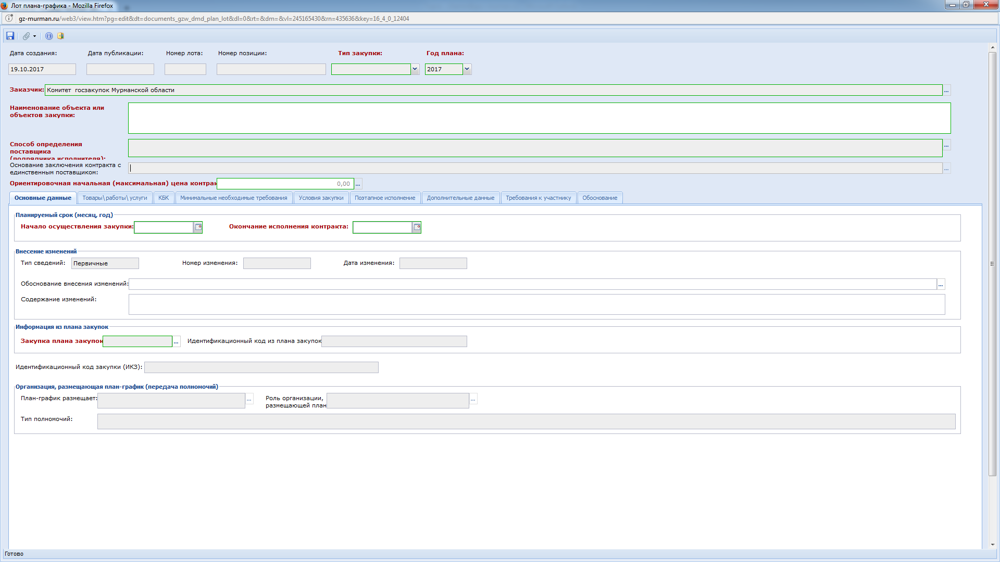 Лот плана-графика - Mozilla Firefox
gz-murman.ru/web3/view.htm?pg=edit&dt=documents_gzw_dmd_plan_lot&dl=0&rt=&dm=&vl=245165430&rn=435636&key=16_4_0_12404
Дата создания: Дата публикации: Номер лота: Номер позиции: Тип закупки: Год плана:
19.10.2017 2017
Заказчик: Комитет госзакупок Мурманской области ...
Наименование объекта или
объектов закупки:
Способ определения
поставщика
(подрядчика исполнителя): ...
Основание заключения контракта с
единственным поставщиком: ...
Ориентировочная начальная (максимальная) цена контрак 0,00 ...
Основные данные Товары\ работы\ услуги КБК Минимальные необходимые требования Условия закупки Поэтапное исполнение Дополнительные данные Требования к участнику Обоснование
Планируемый срок (месяц, год)
Начало осуществления закупки: Окончание исполнения контракта:
Внесение изменений
Тип сведений: Первичные Номер изменения: Дата изменения:
Обоснование внесения изменений: ...
Содержание изменений:
Информация из плана закупок
Закупка плана закупок ... Идентификационный код из плана закупок
Идентификационный код закупки (ИКЗ):
Организация, размещающая план-график (передача полномочий)
План-график размещает: ... Роль организации,
размещающей план ...
Тип полномочий:
Готово